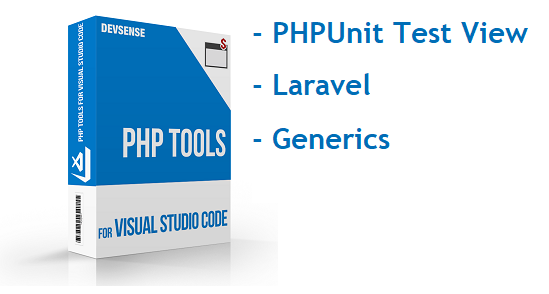 DEVSENSE
PHP TOOLS
FOR VISUAL STUDIO CODE
PHP TOOLS FOR VISUAL STUDIO CODE
- PHPUnit Test View
- Laravel
- Generics